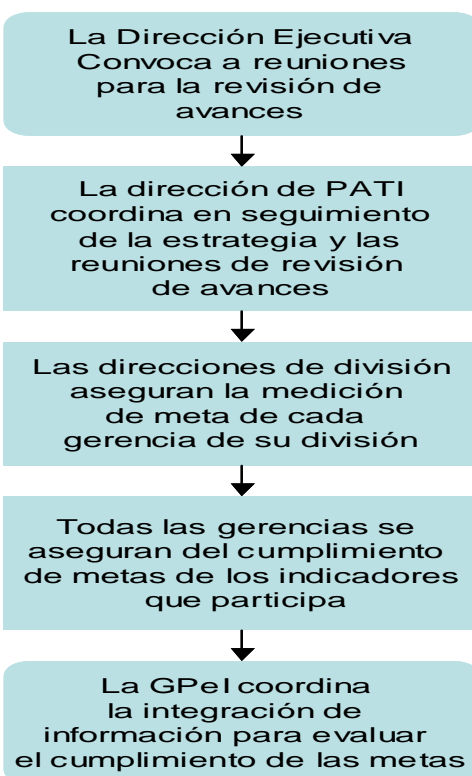 La Dirección Ejecutiva
Convoca a reuniones
para la revisión de
avances
La dirección de PATI
coordina en seguimiento
de la estrategia y las
reuniones de revisión
de avances
Las direcciones de división
aseguran la medición
de meta de cada
gerencia de su división
Todas las gerencias se
aseguran del cumplimiento
de metas de los indicadores
que participa
La GPeI coordina
la integración de
información para evaluar
el cumplimiento de las metas